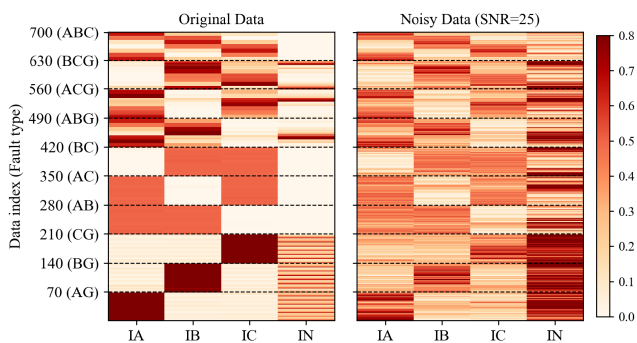 Original Data
Noisy Data (SNR=25)
Data index (Fault type)
700 (ABC)
630 (BCG)
560 (ACG)
490 (ABG)
420 (BC)
350 (AC)
280 (AB)
210 (CG)
140 (BG)
70 (AG)
IA IB IC IN
IA IB IC IN
0.8
0.7
0.6
0.5
0.4
0.3
0.2
0.1
0.0